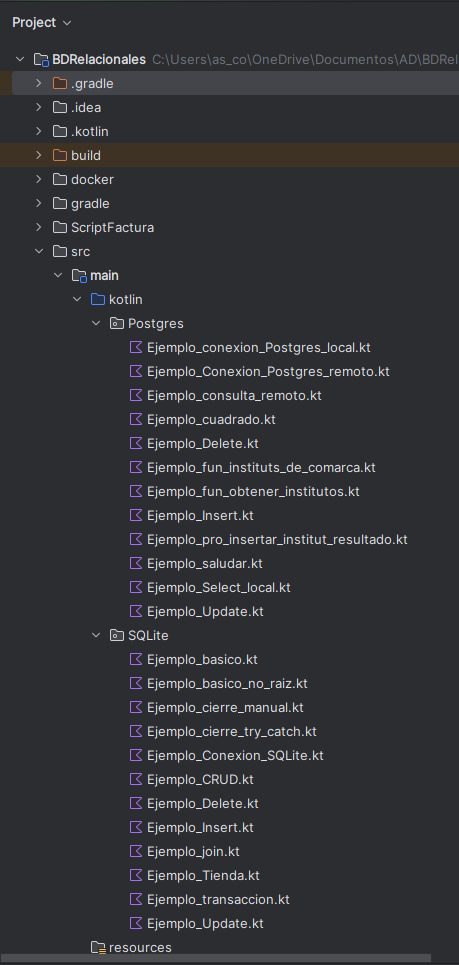 Project
BDRelacionales C:\Users\as_co\OneDrive\Documentos\AD\BDRel
.gradle
.idea
.kotlin
build
docker
gradle
ScriptFactura
src
main
kotlin
Postgres
Ejemplo_conexion_Postgres_local.kt
Ejemplo_Conexion_Postgres_remoto.kt
Ejemplo_consulta_remoto.kt
Ejemplo_cuadrado.kt
Ejemplo_Delete.kt
Ejemplo_fun_instituts_de_comarca.kt
Ejemplo_fun_obtener_institutos.kt
Ejemplo_Insert.kt
Ejemplo_pro_insertar_institut_resultado.kt
Ejemplo_saludar.kt
Ejemplo_Select_local.kt
Ejemplo_Update.kt
SQLite
Ejemplo_basico.kt
Ejemplo_basico_no_raiz.kt
Ejemplo_cierre_manual.kt
Ejemplo_cierre_try_catch.kt
Ejemplo_Conexion_SQLite.kt
Ejemplo_CRUD.kt
Ejemplo_Delete.kt
Ejemplo_Insert.kt
Ejemplo_join.kt
Ejemplo_Tienda.kt
Ejemplo_transaccion.kt
Ejemplo_Update.kt
resources